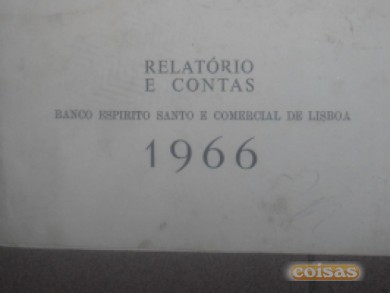 RELATÓRIO
E CONTAS
BANCO ESPIRITO SANTO E COMERCIAL DE LISBOA
1966
coisas